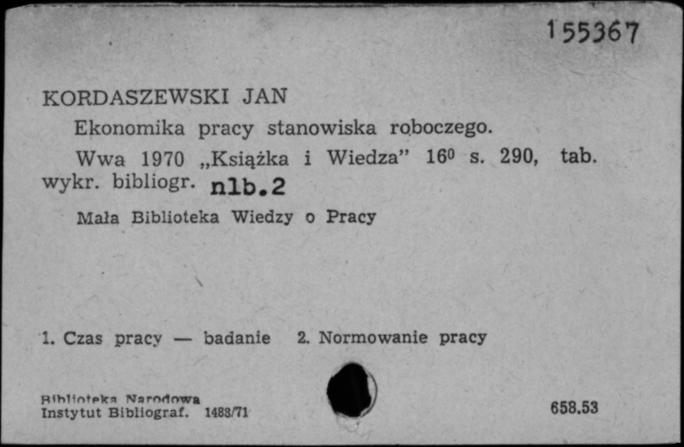 155367
KORDASZEWSKI JAN
Ekonomika pracy stanowiska roboczego.
Wwa 1970 „Książka i Wiedza” 16⁰ s. 290, tab.
wykr. bibliogr. nlb.2
Mała Biblioteka Wiedzy o Pracy
1. Czas pracy — badanie 2. Normowanie pracy
Biblioteka Narodowa
Instytut Bibliograf. 1488/71
658.53